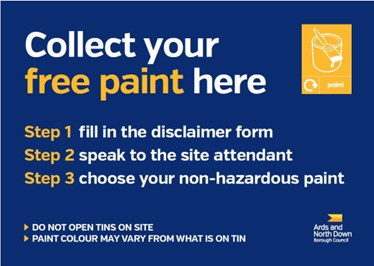 Collect your
free paint here
paint
Step 1 fill in the disclaimer form
Step 2 speak to the site attendant
Step 3 choose your non-hazardous paint
DO NOT OPEN TINS ON SITE
PAINT COLOUR MAY VARY FROM WHAT IS ON TIN
Ards and
North Down
Borough Council